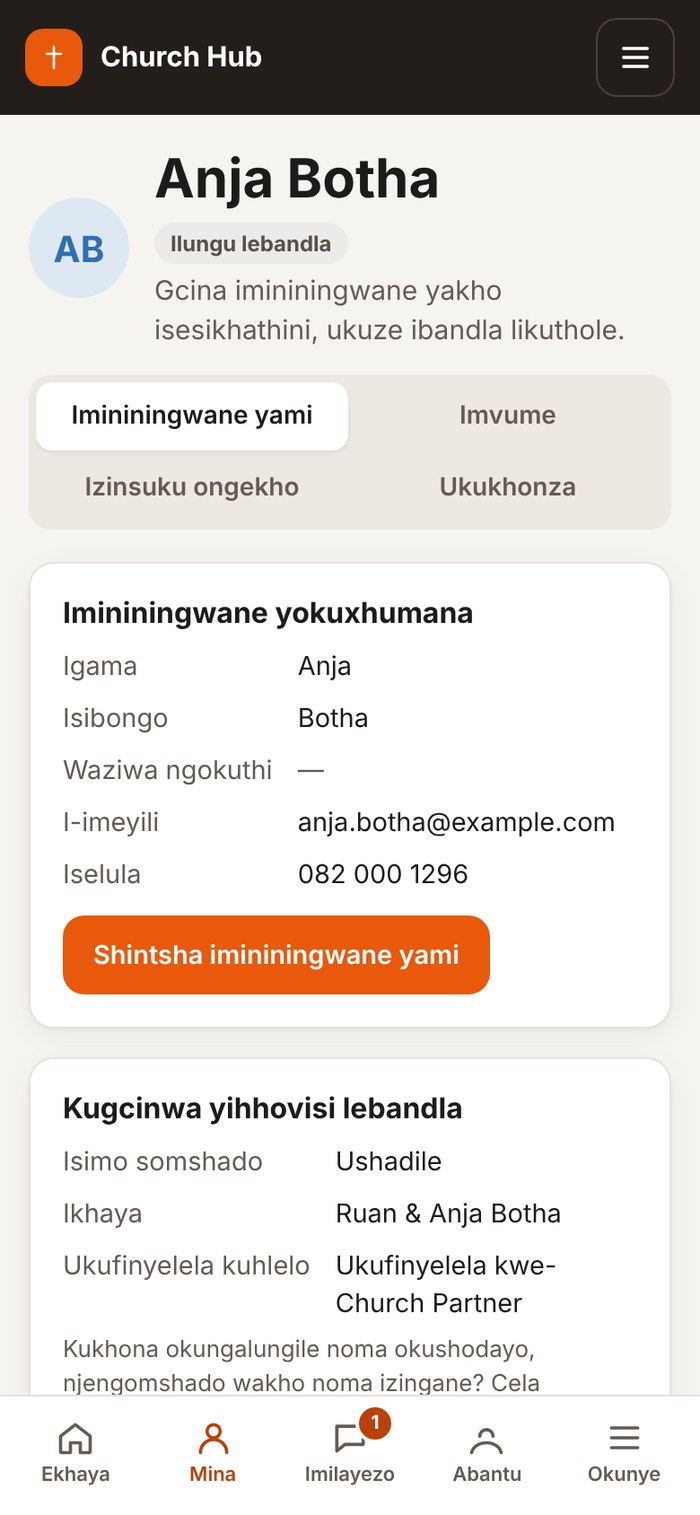 Church Hub
Anja Botha
AB
Ilungu lebandla
Gcina imininingwane yakho
isesikhathini, ukuze ibandla likuthole.
Imininingwane yami
Imvume
Izinsuku ongekho
Ukukhonza
Imininingwane yokuxhumana
Igama Anja
Isibongo Botha
Waziwa ngokuthi —
I-imeyili anja.botha@example.com
Iselula 082 000 1296
Shintsha imininingwane yami
Kugcinwa yihhovisi lebandla
Isimo somshado Ushadile
Ikhaya Ruan & Anja Botha
Ukufinyelela kuhlelo Ukufinyelela kwe-
Church Partner
Kukhona okungalungile noma okushodayo,
njengomshado wakho noma izingane? Cela
1
Ekhaya
Mina
Imilayezo
Abantu
Okunye